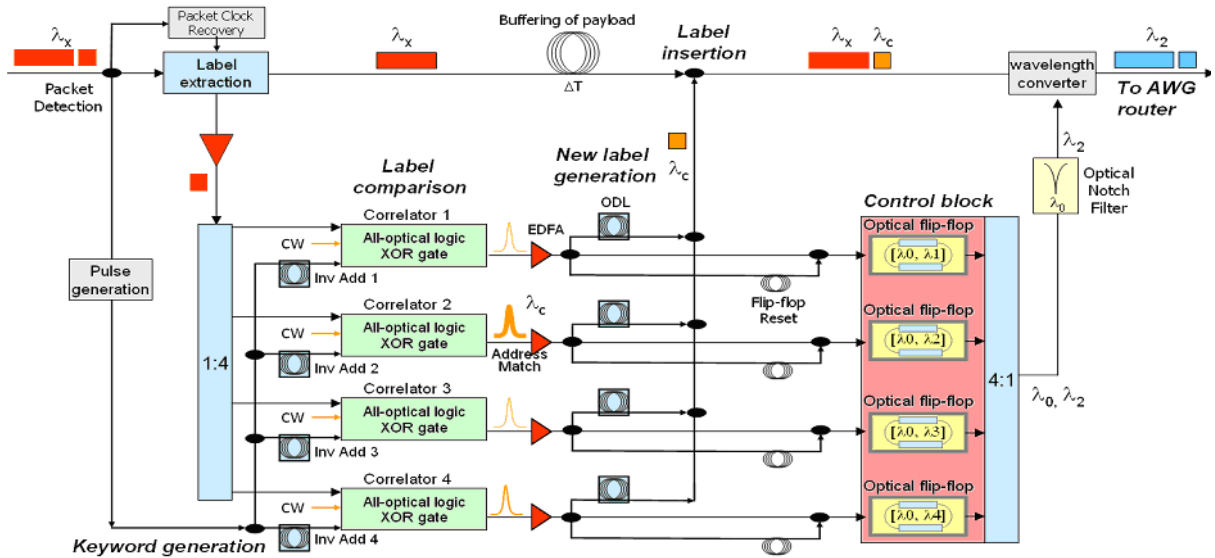 Packet Clock
Recovery
λx
Packet
Detection
Label
extraction
λx
Buffering of payload
ΔT
Label
insertion
λx
λc
wavelength
converter
λ2
To AWG
router
λ2
Optical
Notch
Filter
λ0
Pulse
generation
Label
comparison
New label
generation
λc
Control block
1:4
Correlator 1
CW
All-optical logic
XOR gate
Inv Add 1
EDFA
ODL
Flip-flop
Reset
Optical flip-flop
[λ0, λ1]
Correlator 2
CW
All-optical logic
XOR gate
Inv Add 2
λc
Address
Match
Optical flip-flop
[λ0, λ2]
4:1
λ0, λ2
Correlator 3
CW
All-optical logic
XOR gate
Inv Add 3
Optical flip-flop
[λ0, λ3]
Correlator 4
CW
All-optical logic
XOR gate
Inv Add 4
Optical flip-flop
[λ0, λ4]
Keyword generation